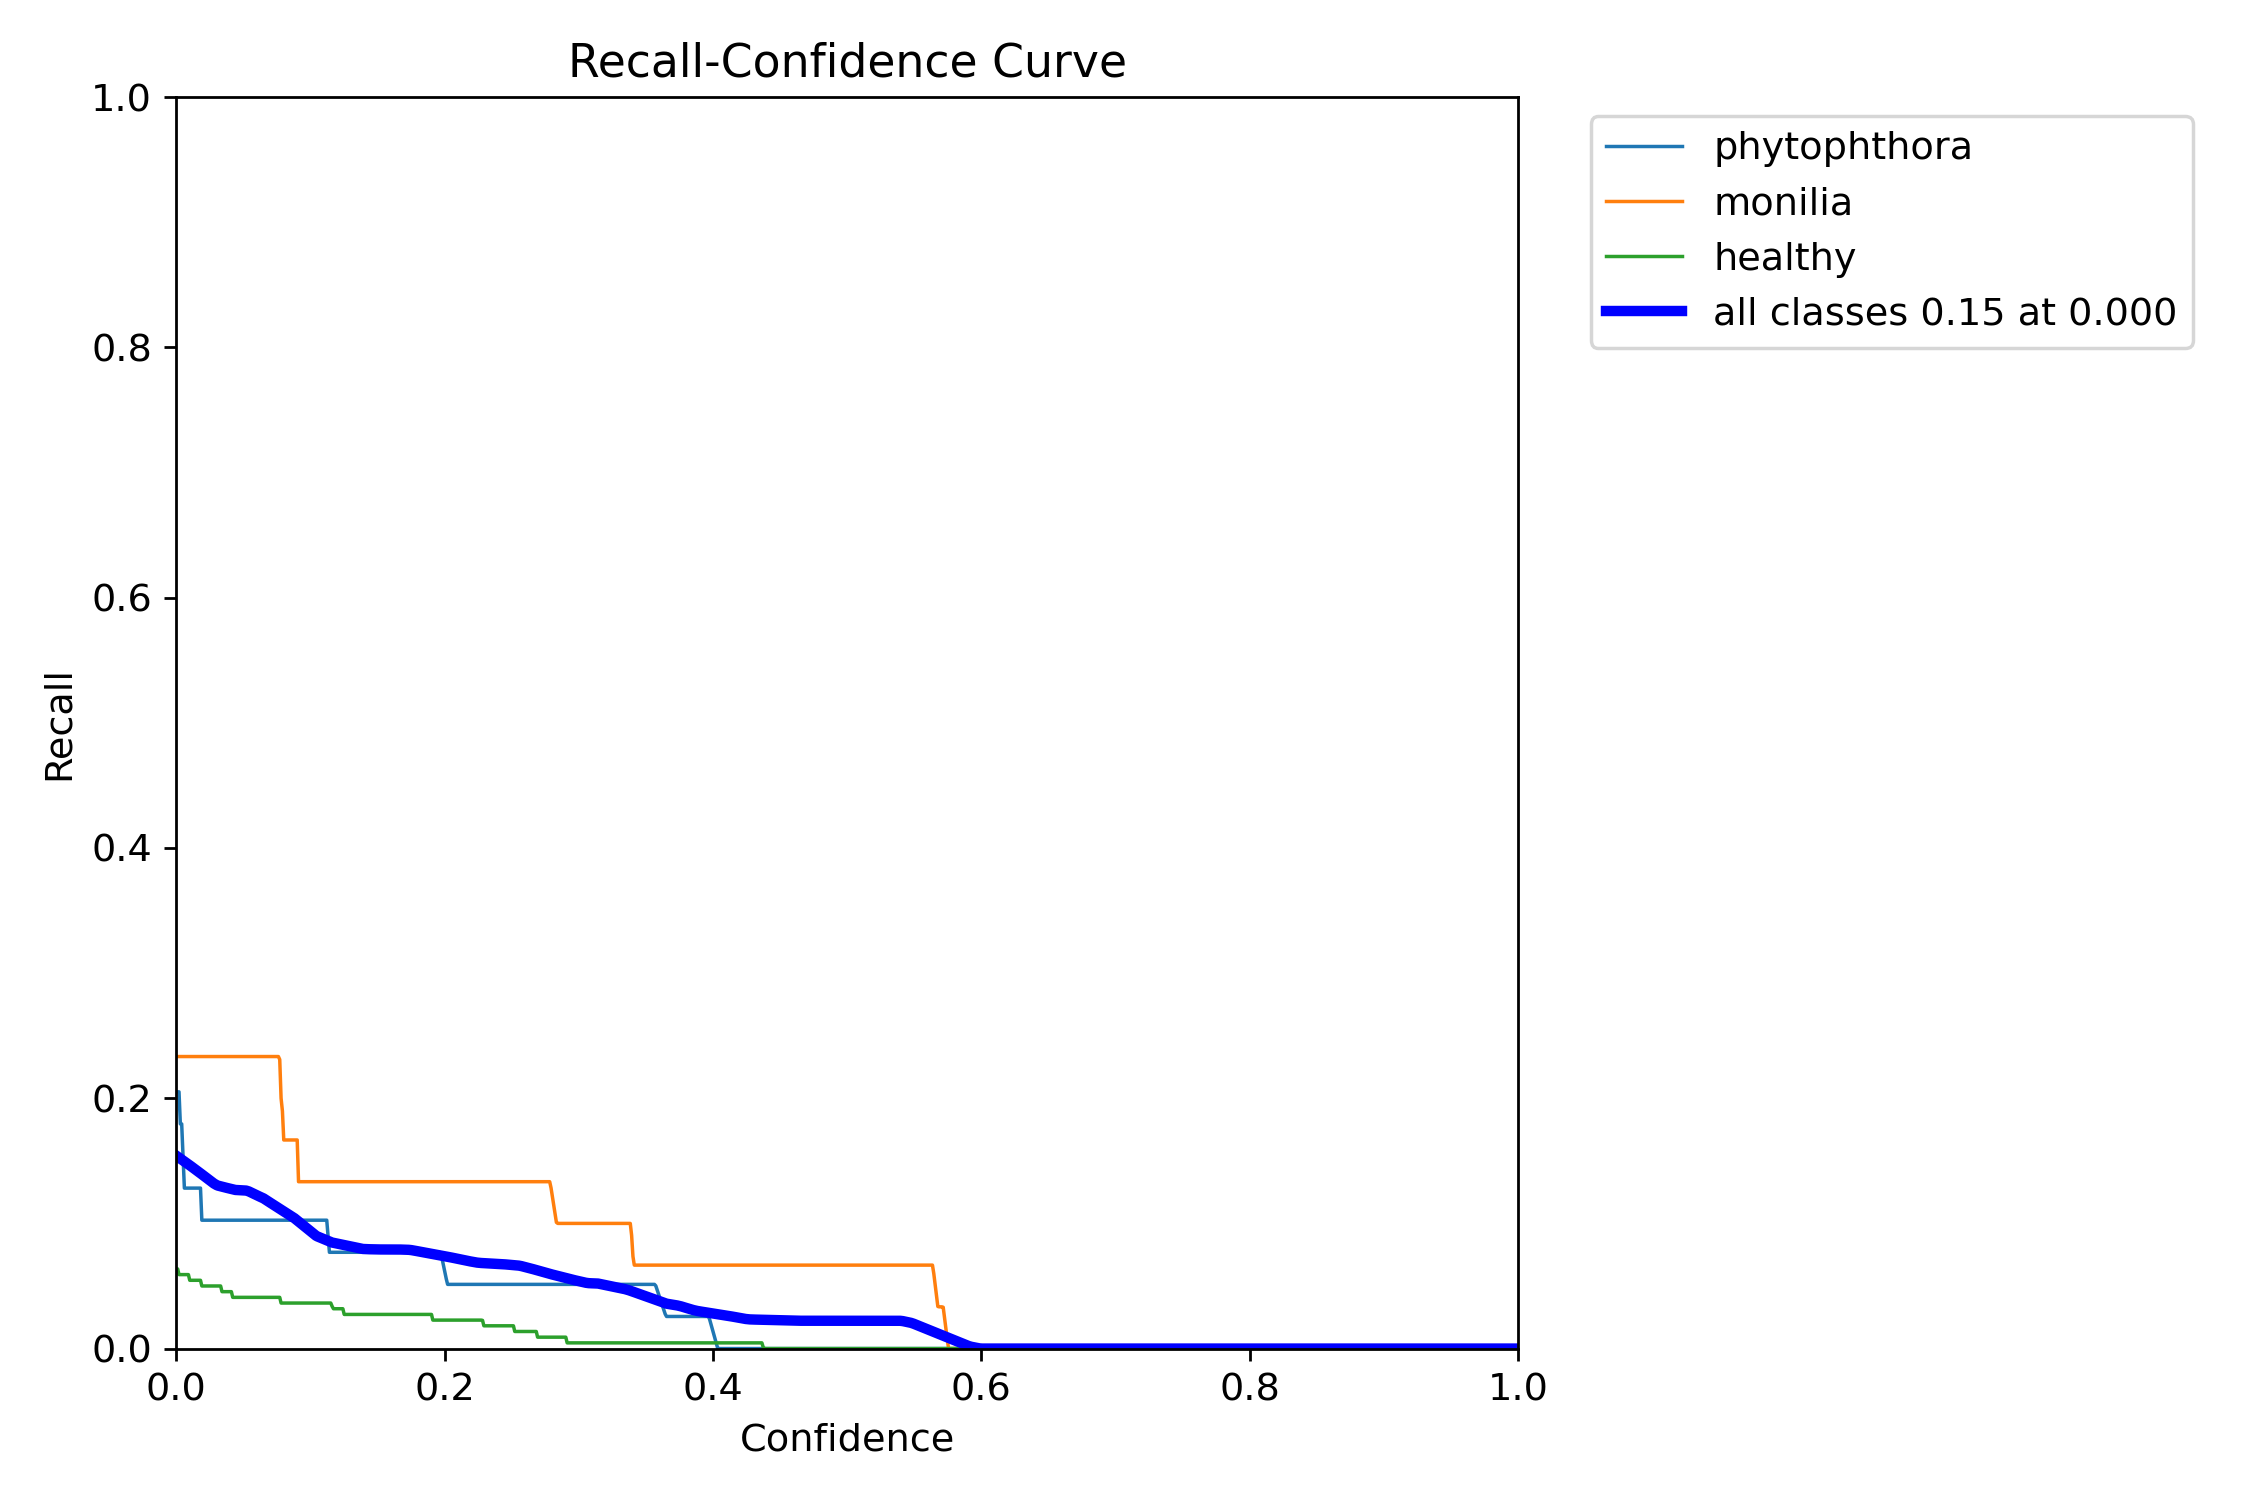 Recall-Confidence Curve
1.0
0.8
0.6
0.4
0.2
0.0
Recall
0.0 0.2 0.4 0.6 0.8 1.0
Confidence
phytophthora
monilia
healthy
all classes 0.15 at 0.000